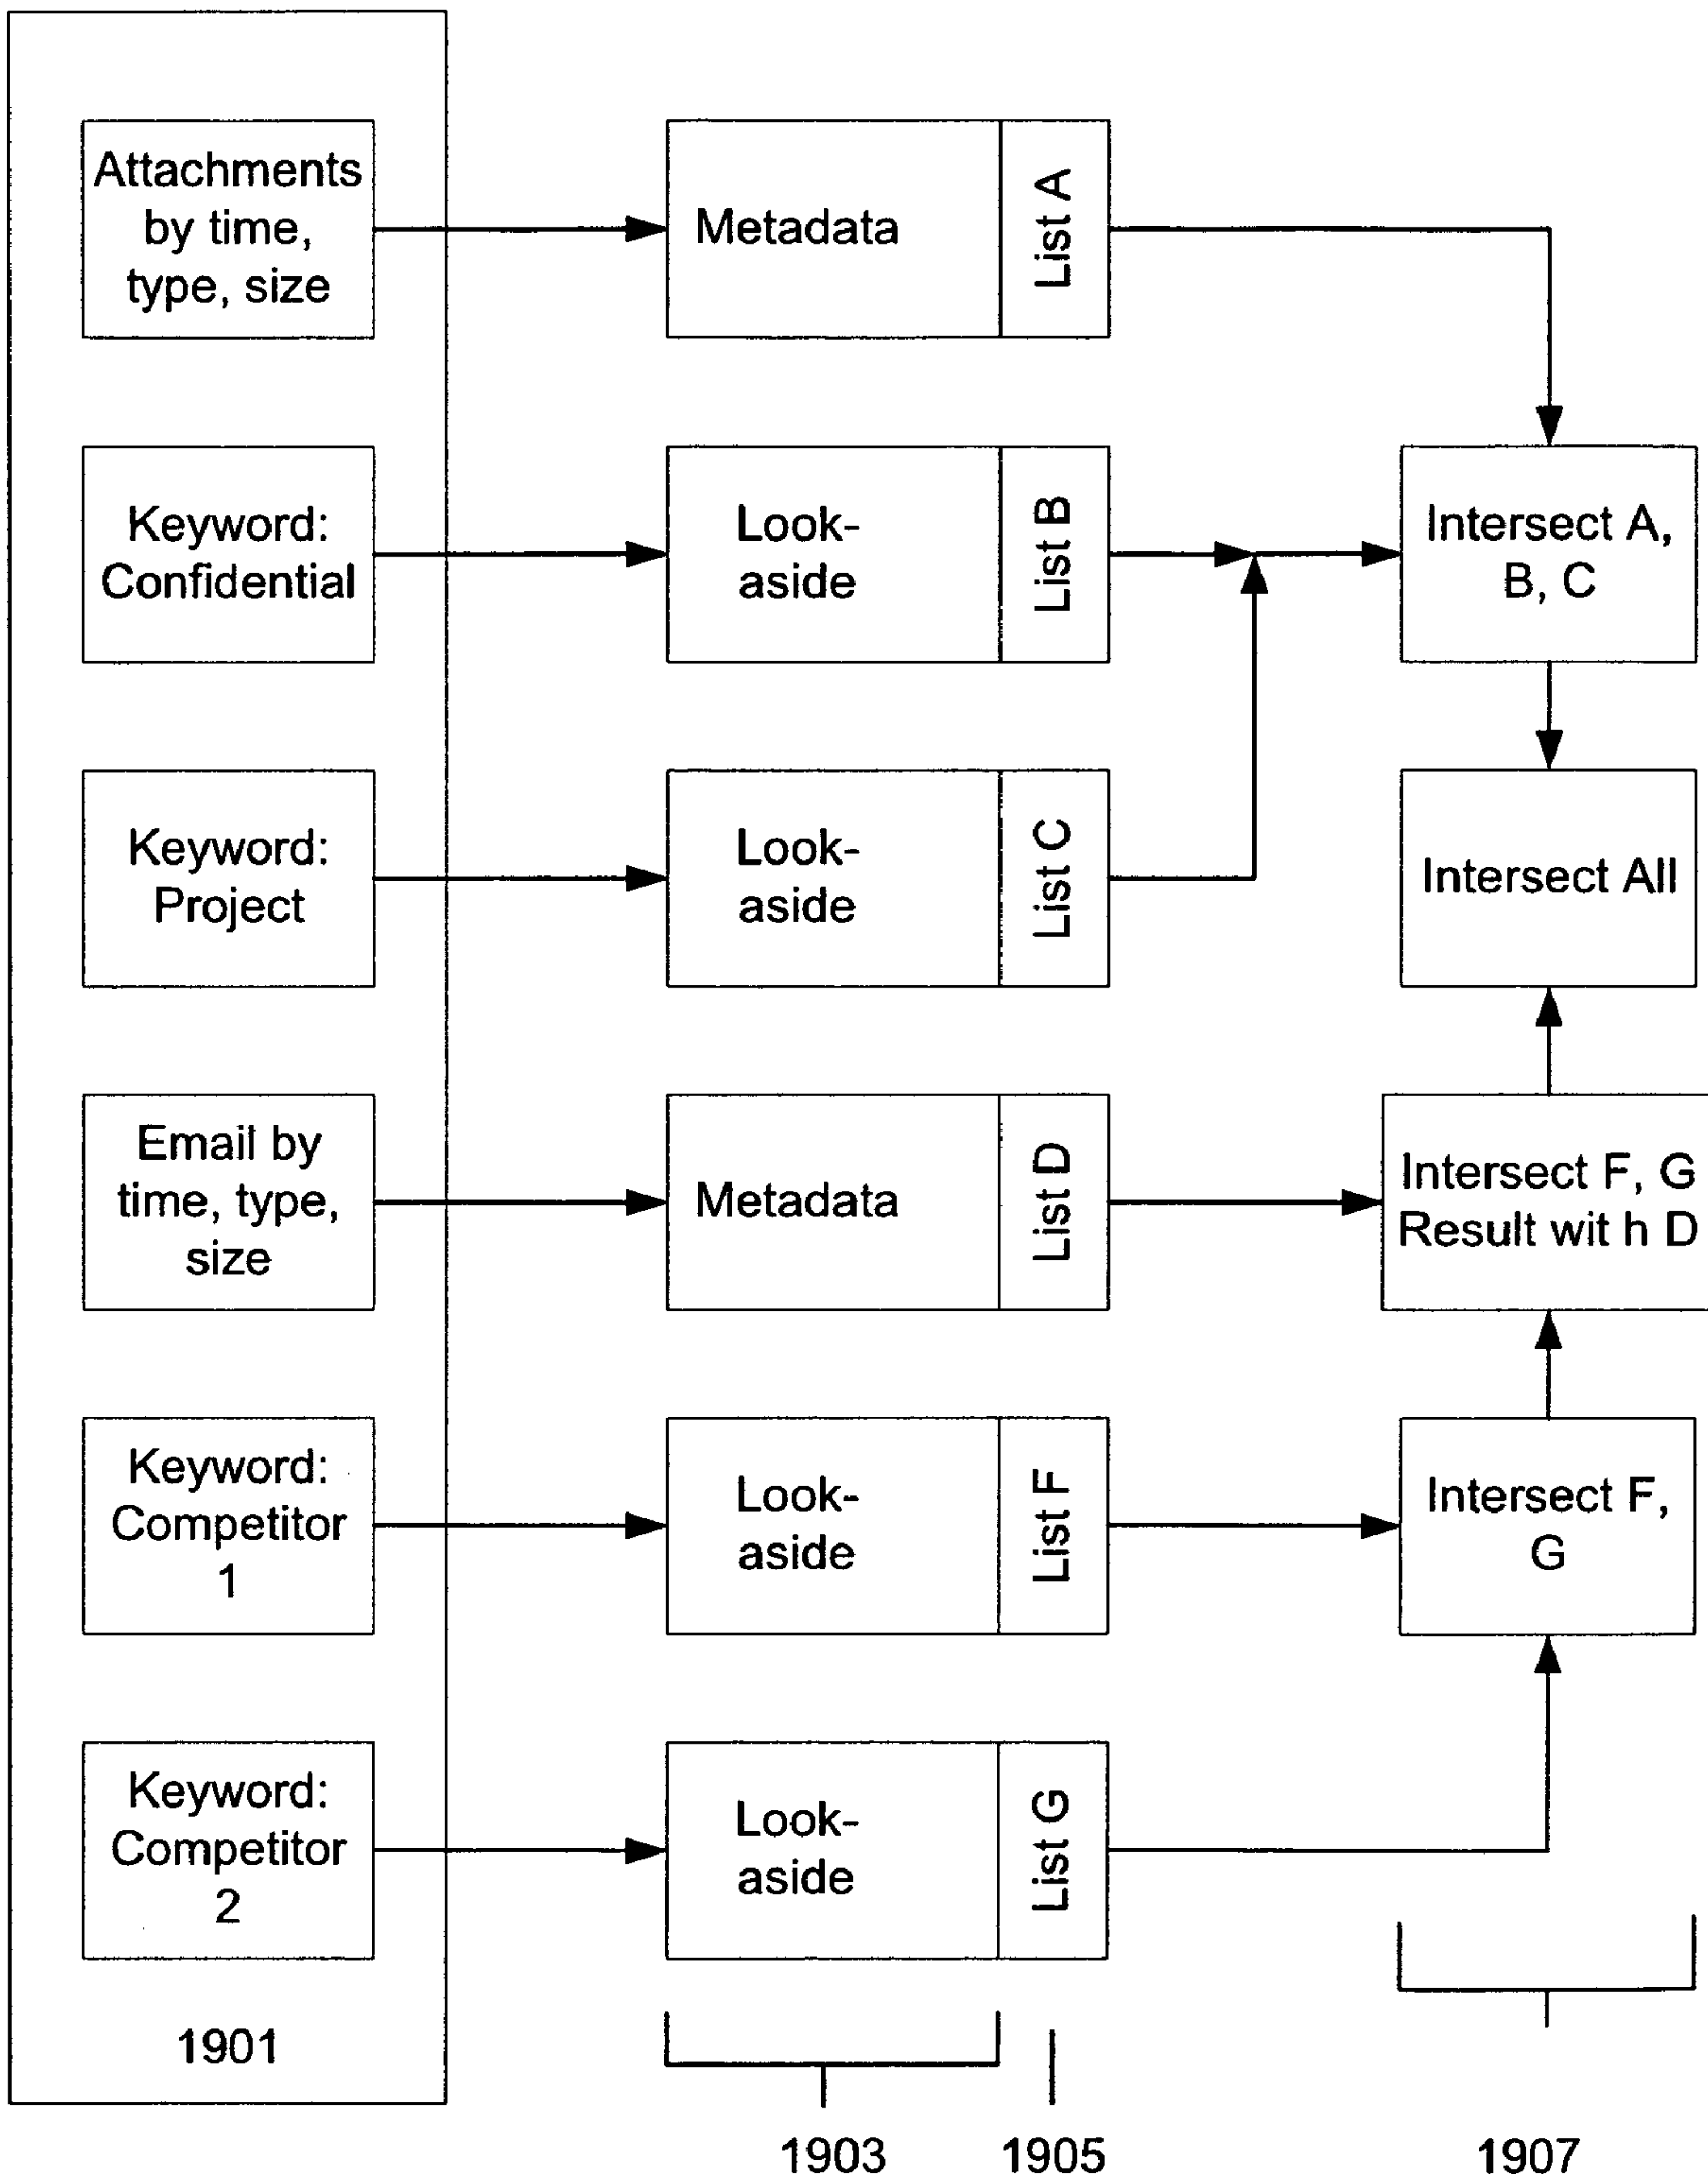 Attachments
by time,
type, size
Metadata
List A
Keyword:
Confidential
Look-
aside
List B
Intersect A,
B, C
Keyword:
Project
Look-
aside
List C
Intersect All
Email by
time, type,
size
Metadata
List D
Intersect F, G
Result wit h D
Keyword:
Competitor
1
Look-
aside
List F
Intersect F,
G
Keyword:
Competitor
2
Look-
aside
List G
1901
1903
1905
1907